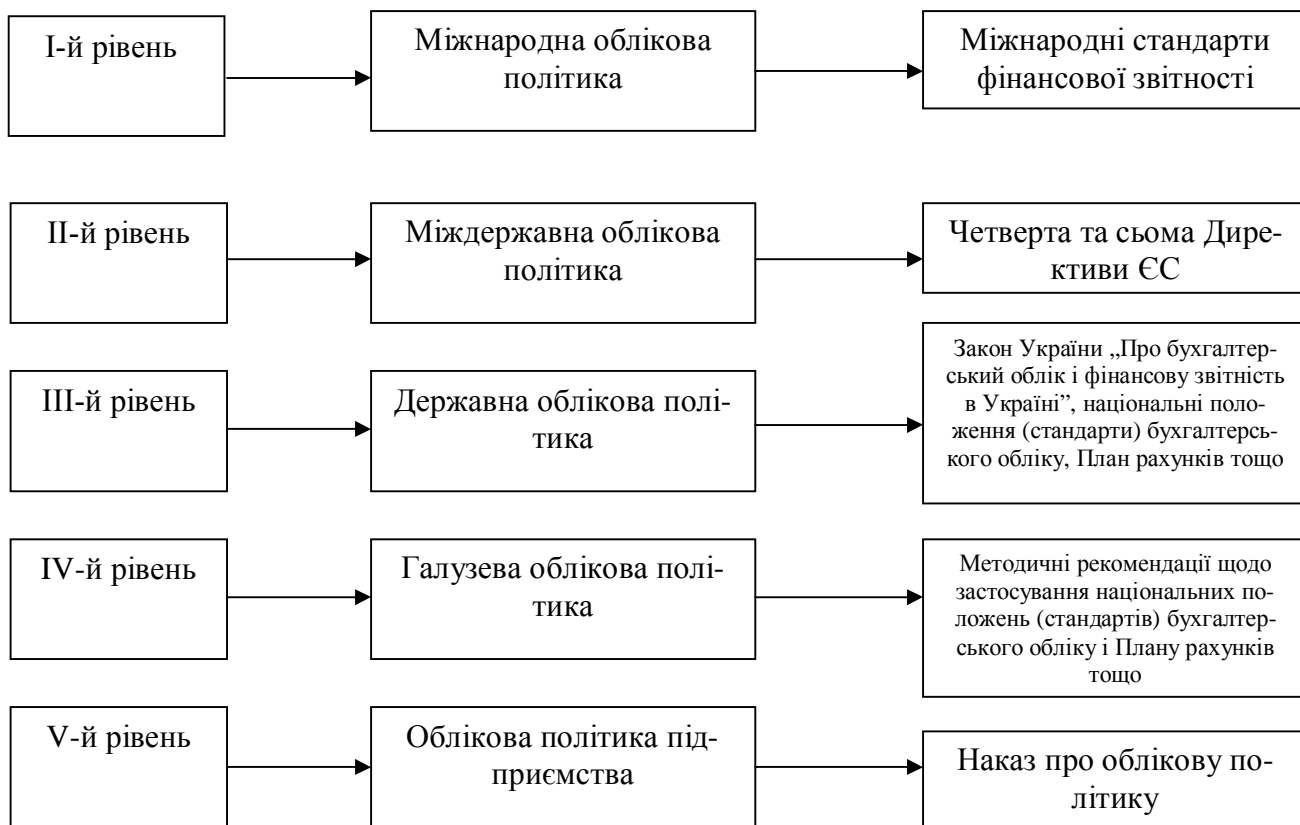 І-й рівень
Міжнародна облікова
політика
Міжнародні стандарти
фінансової звітності
ІІ-й рівень
Міждержавна облікова
політика
Четверта та сьома Дире-
ктиви ЄС
ІІІ-й рівень
Державна облікова полі-
тика
Закон України „Про бухгалтер-
ський облік і фінансову звітність
в Україні”, національні поло-
ження (стандарти) бухгалтерсь-
кого обліку, План рахунків тощо
IV-й рівень
Галузева облікова полі-
тика
Методичні рекомендації щодо
застосування національних по-
ложень (стандартів) бухгалтер-
ського обліку і Плану рахунків
тощо
V-й рівень
Облікова політика під-
приємства
Наказ про облікову по-
літику